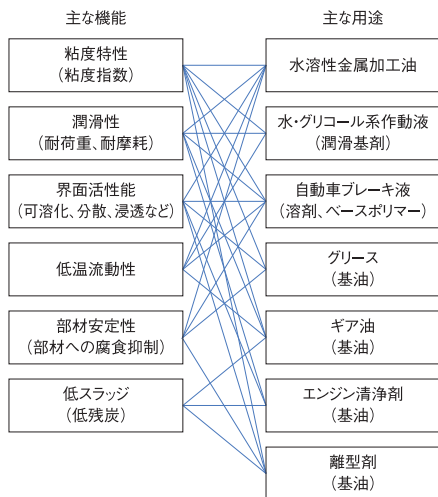 主な機能
粘度特性
（粘度指数）
潤滑性
（耐荷重、耐摩耗）
界面活性能
（可溶化、分散、浸透など）
低温流動性
部材安定性
（部材への腐食抑制）
低スラッジ
（低残炭）
主な用途
水溶性金属加工油
水・グリコール系作動液
（潤滑基剤）
自動車ブレーキ液
（溶剤、ベースポリマー）
グリース
（基油）
ギア油
（基油）
エンジン清浄剤
（基油）
離型剤
（基油）